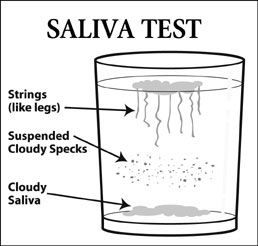 SALIVA TEST
Strings
(like legs)
Suspended
Cloudy Specks
Cloudy
Saliva